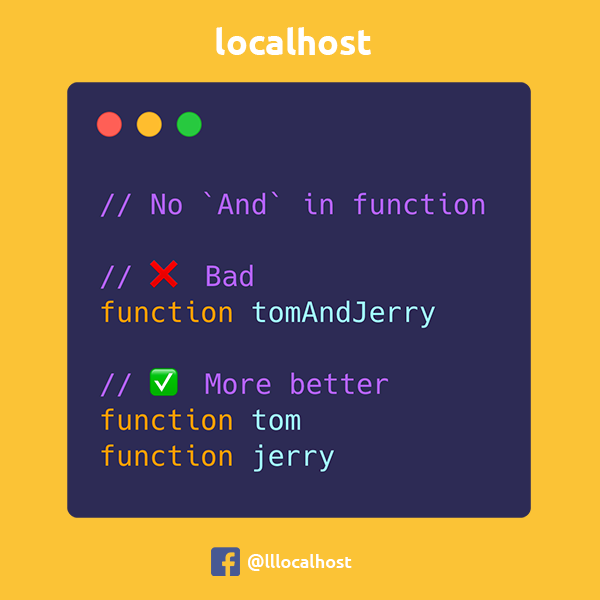 localhost
// No `And` in function
// ❌ Bad
function tomAndJerry
// ✅ More better
function tom
function jerry
@lllocalhost